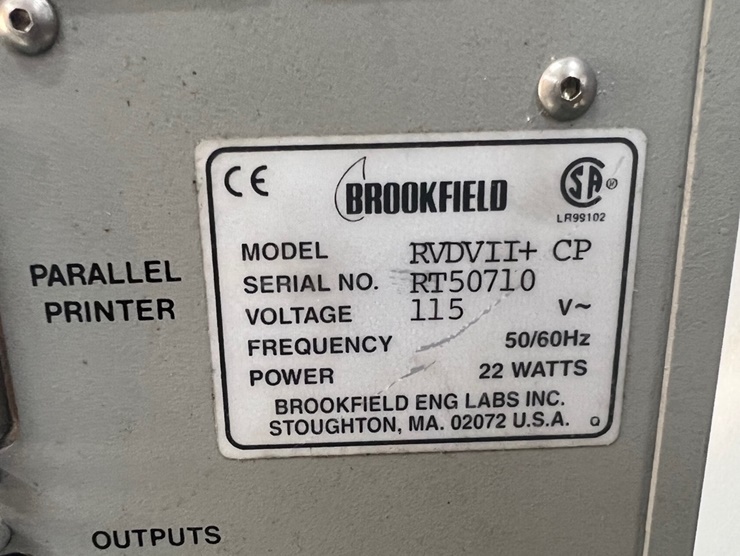 CE
BROOKFIELD
SA ®
LR99102
MODEL RVDVII+ CP
SERIAL NO. RT50710
VOLTAGE 115 V~
FREQUENCY 50/60Hz
POWER 22 WATTS
BROOKFIELD ENG LABS INC.
STOUGHTON, MA. 02072 U.S.A. Q
PARALLEL
PRINTER
OUTPUTS